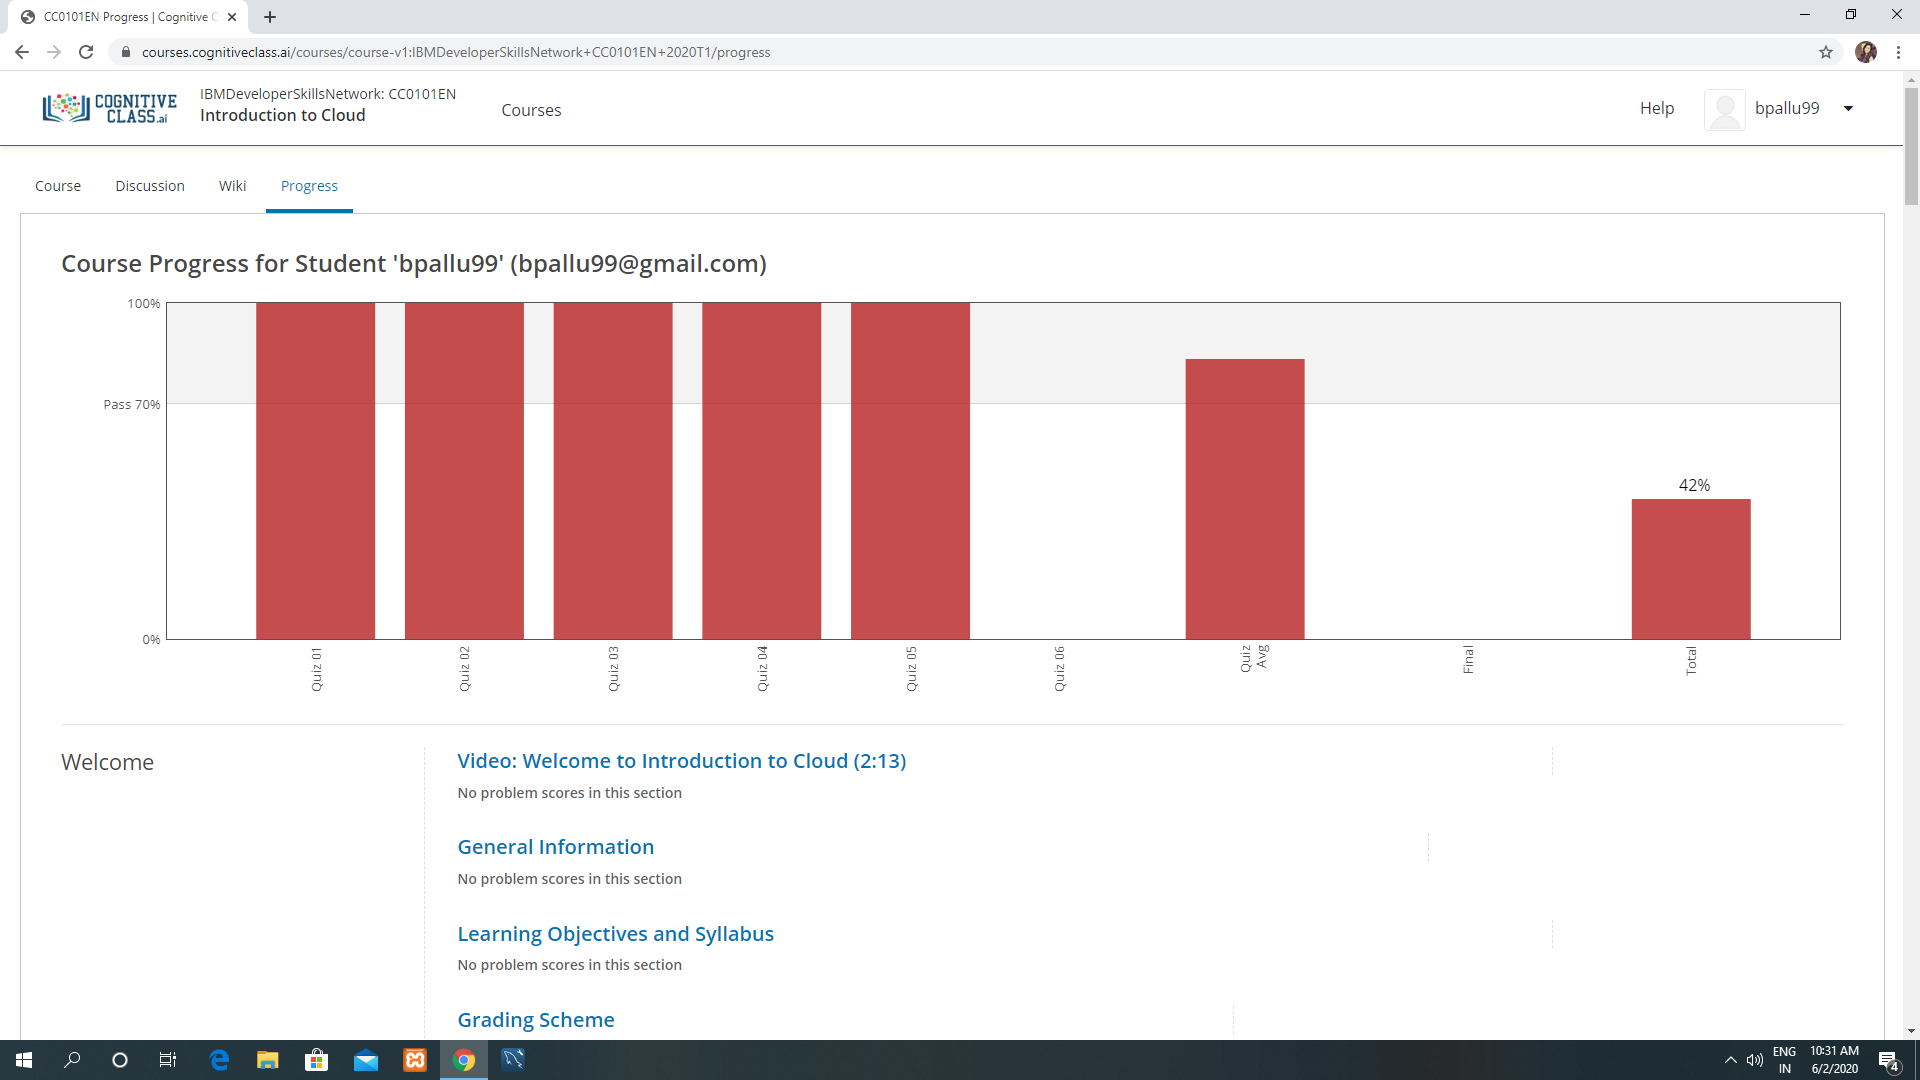 CC0101EN Progress | Cognitive C
courses.cognitiveclass.ai/courses/course-v1:IBMDeveloperSkillsNetwork+CC0101EN+2020T1/progress
COGNITIVE
CLASS.ai
IBMDeveloperSkillsNetwork: CC0101EN
Introduction to Cloud
Courses
Help
bpallu99
Course
Discussion
Wiki
Progress
Course Progress for Student 'bpallu99' (bpallu99@gmail.com)
100%
Pass 70%
0%
42%
Quiz 01
Quiz 02
Quiz 03
Quiz 04
Quiz 05
Quiz 06
Quiz
Avg
Final
Total
Welcome
Video: Welcome to Introduction to Cloud (2:13)
No problem scores in this section
General Information
No problem scores in this section
Learning Objectives and Syllabus
No problem scores in this section
Grading Scheme
ENG
IN
10:31 AM
6/2/2020
4